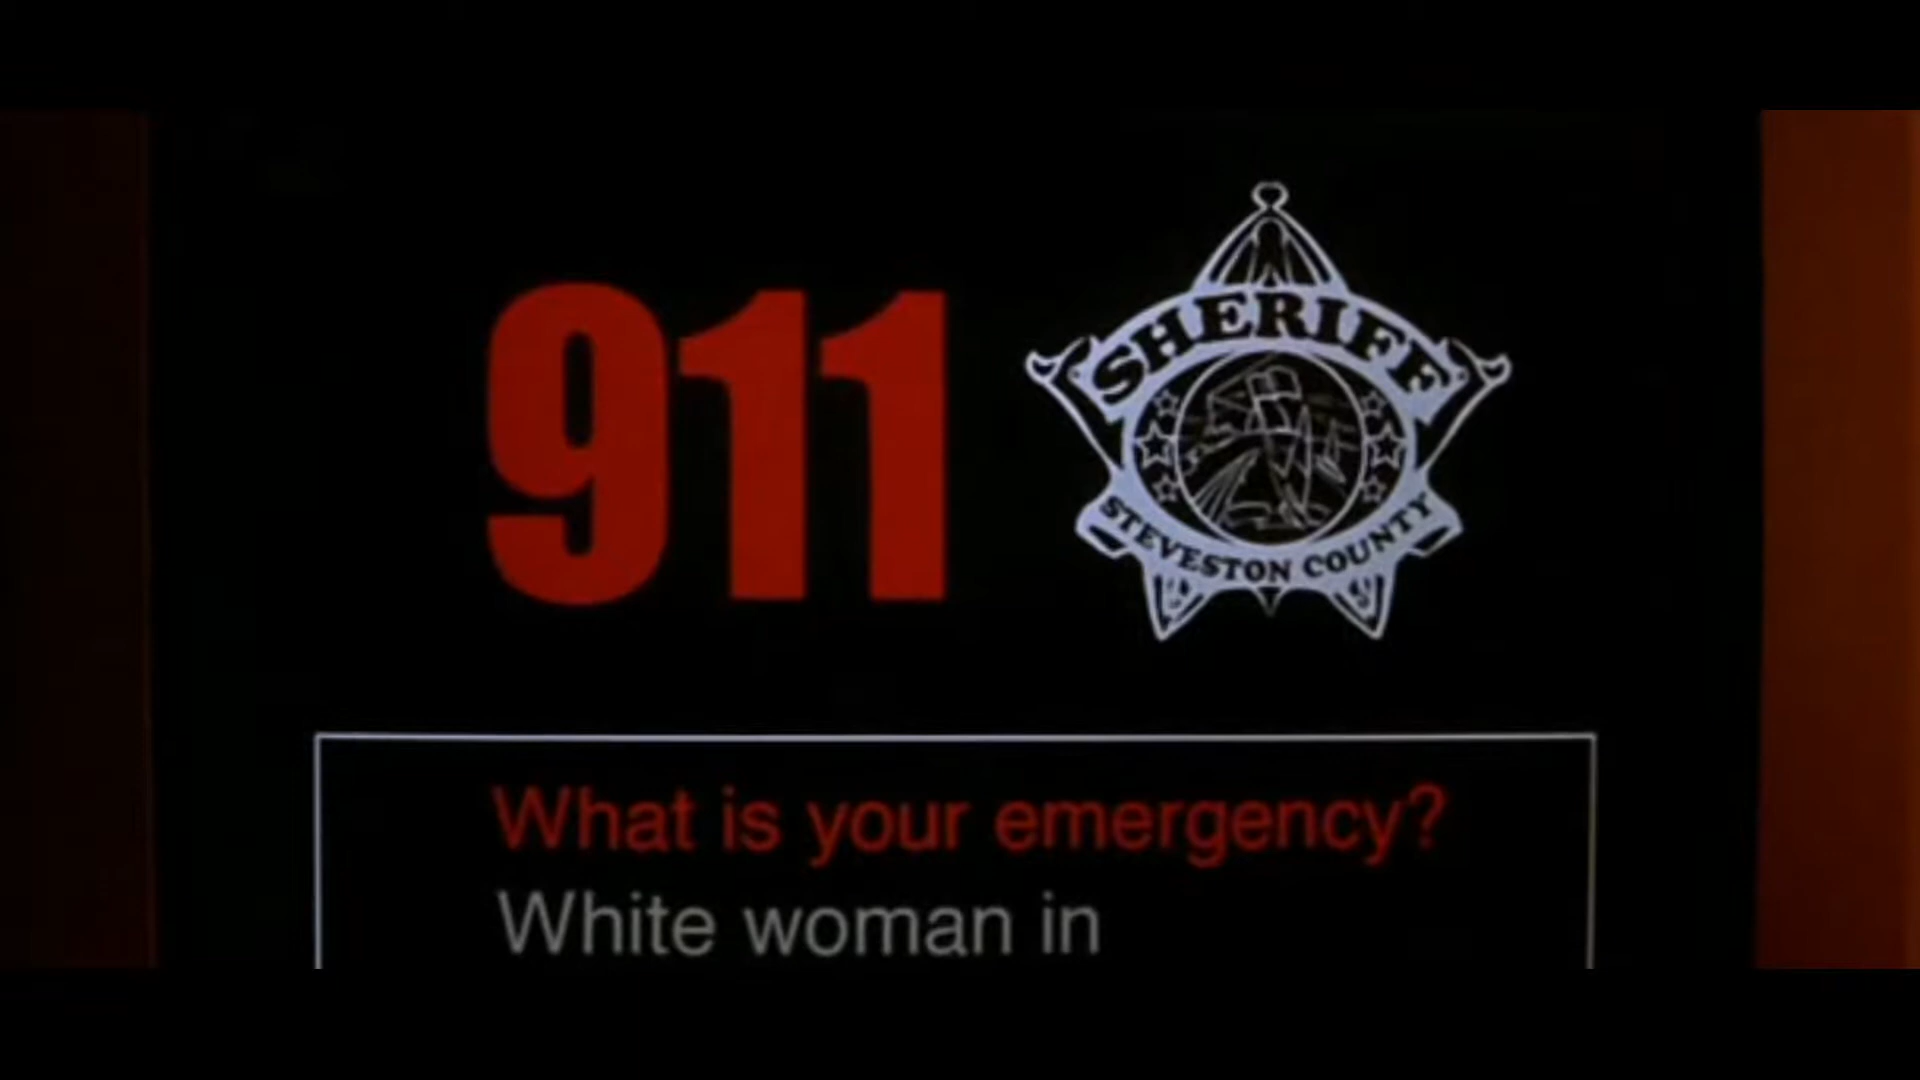 911
SHERIFF
STEVESTON COUNTY
What is your emergency?
White woman in